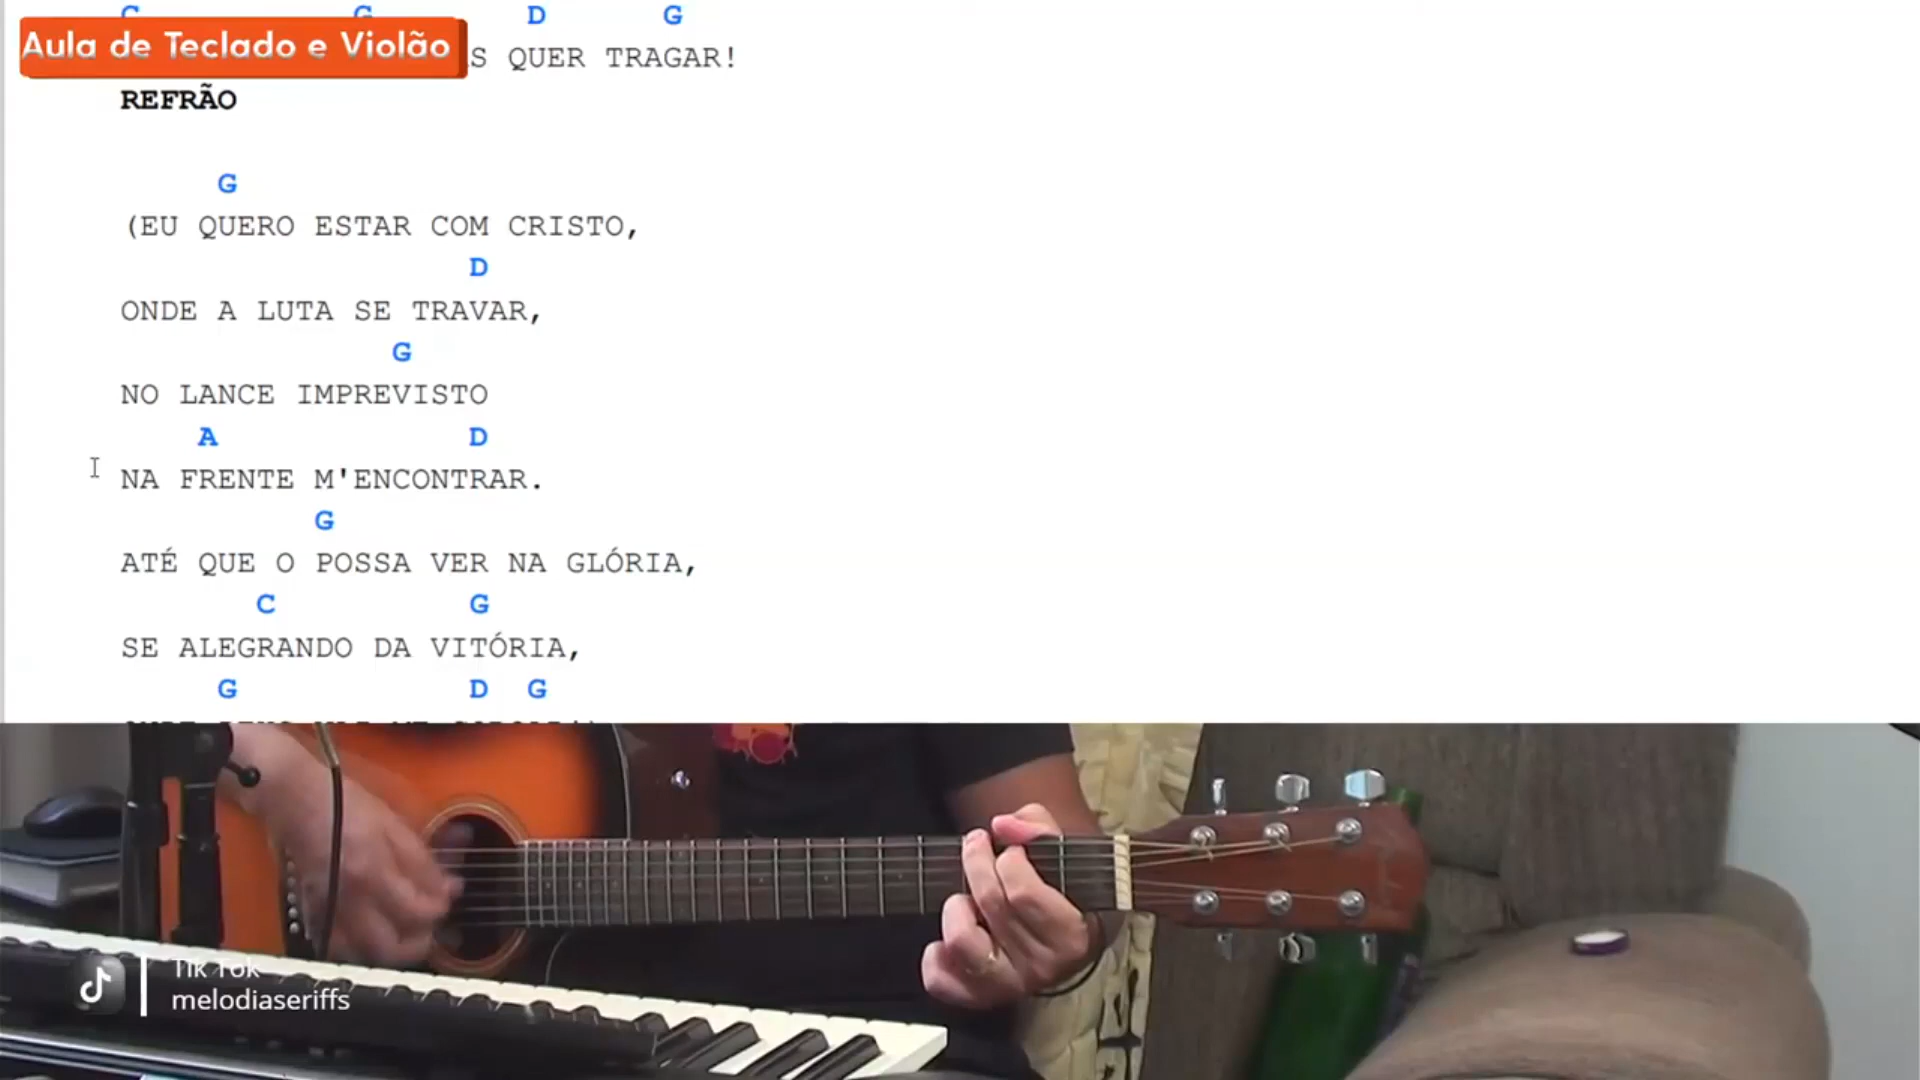 C G D G
Aula de Teclado e Violão
S QUER TRAGAR!
REFRÃO
G
(EU QUERO ESTAR COM CRISTO,
D
ONDE A LUTA SE TRAVAR,
G
NO LANCE IMPREVISTO
A D
NA FRENTE M'ENCONTRAR.
G
ATÉ QUE O POSSA VER NA GLÓRIA,
C G
SE ALEGRANDO DA VITÓRIA,
G D G
Tik Tok
melodiaseriffs